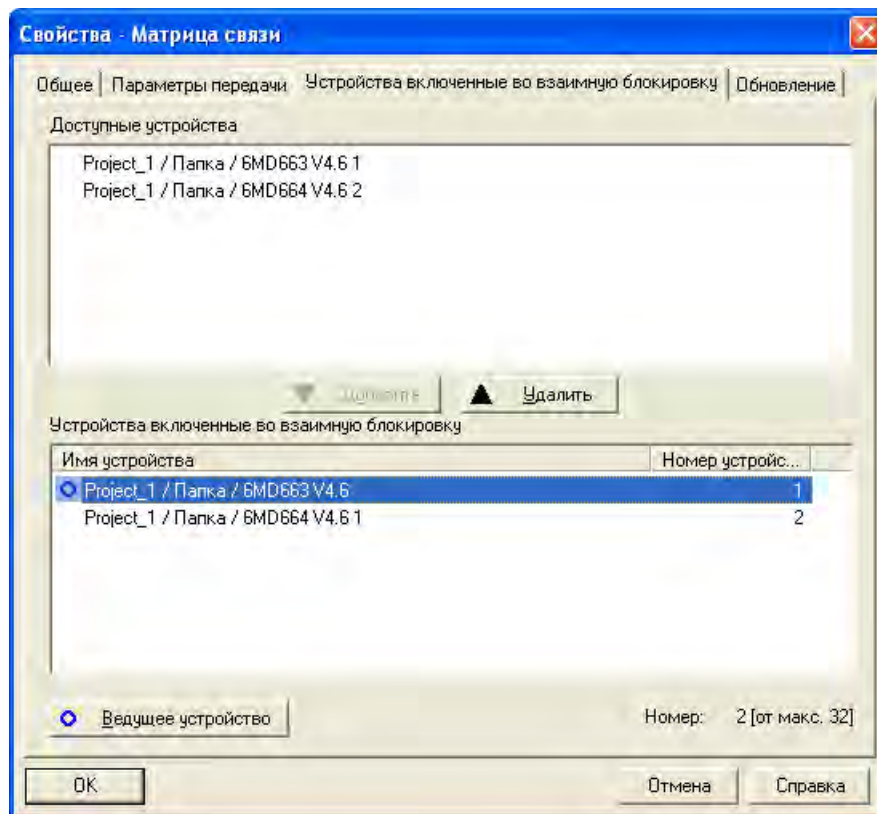 Свойства - Матрица связи
Общее Параметры передачи Устройства включенные во взаимную блокировку Обновление
Доступные устройства
Project_1 / Папка / 6MD663 V4.6 1
Project_1 / Папка / 6MD664 V4.6 2
Удалить
Устройства включенные во взаимную блокировку
Имя устройства Номер устройс...
Project_1 / Папка / 6MD663 V4.6 1
Project_1 / Папка / 6MD664 V4.6 1 2
Ведущее устройство Номер: 2 [от макс. 32]
OK Отмена Справка